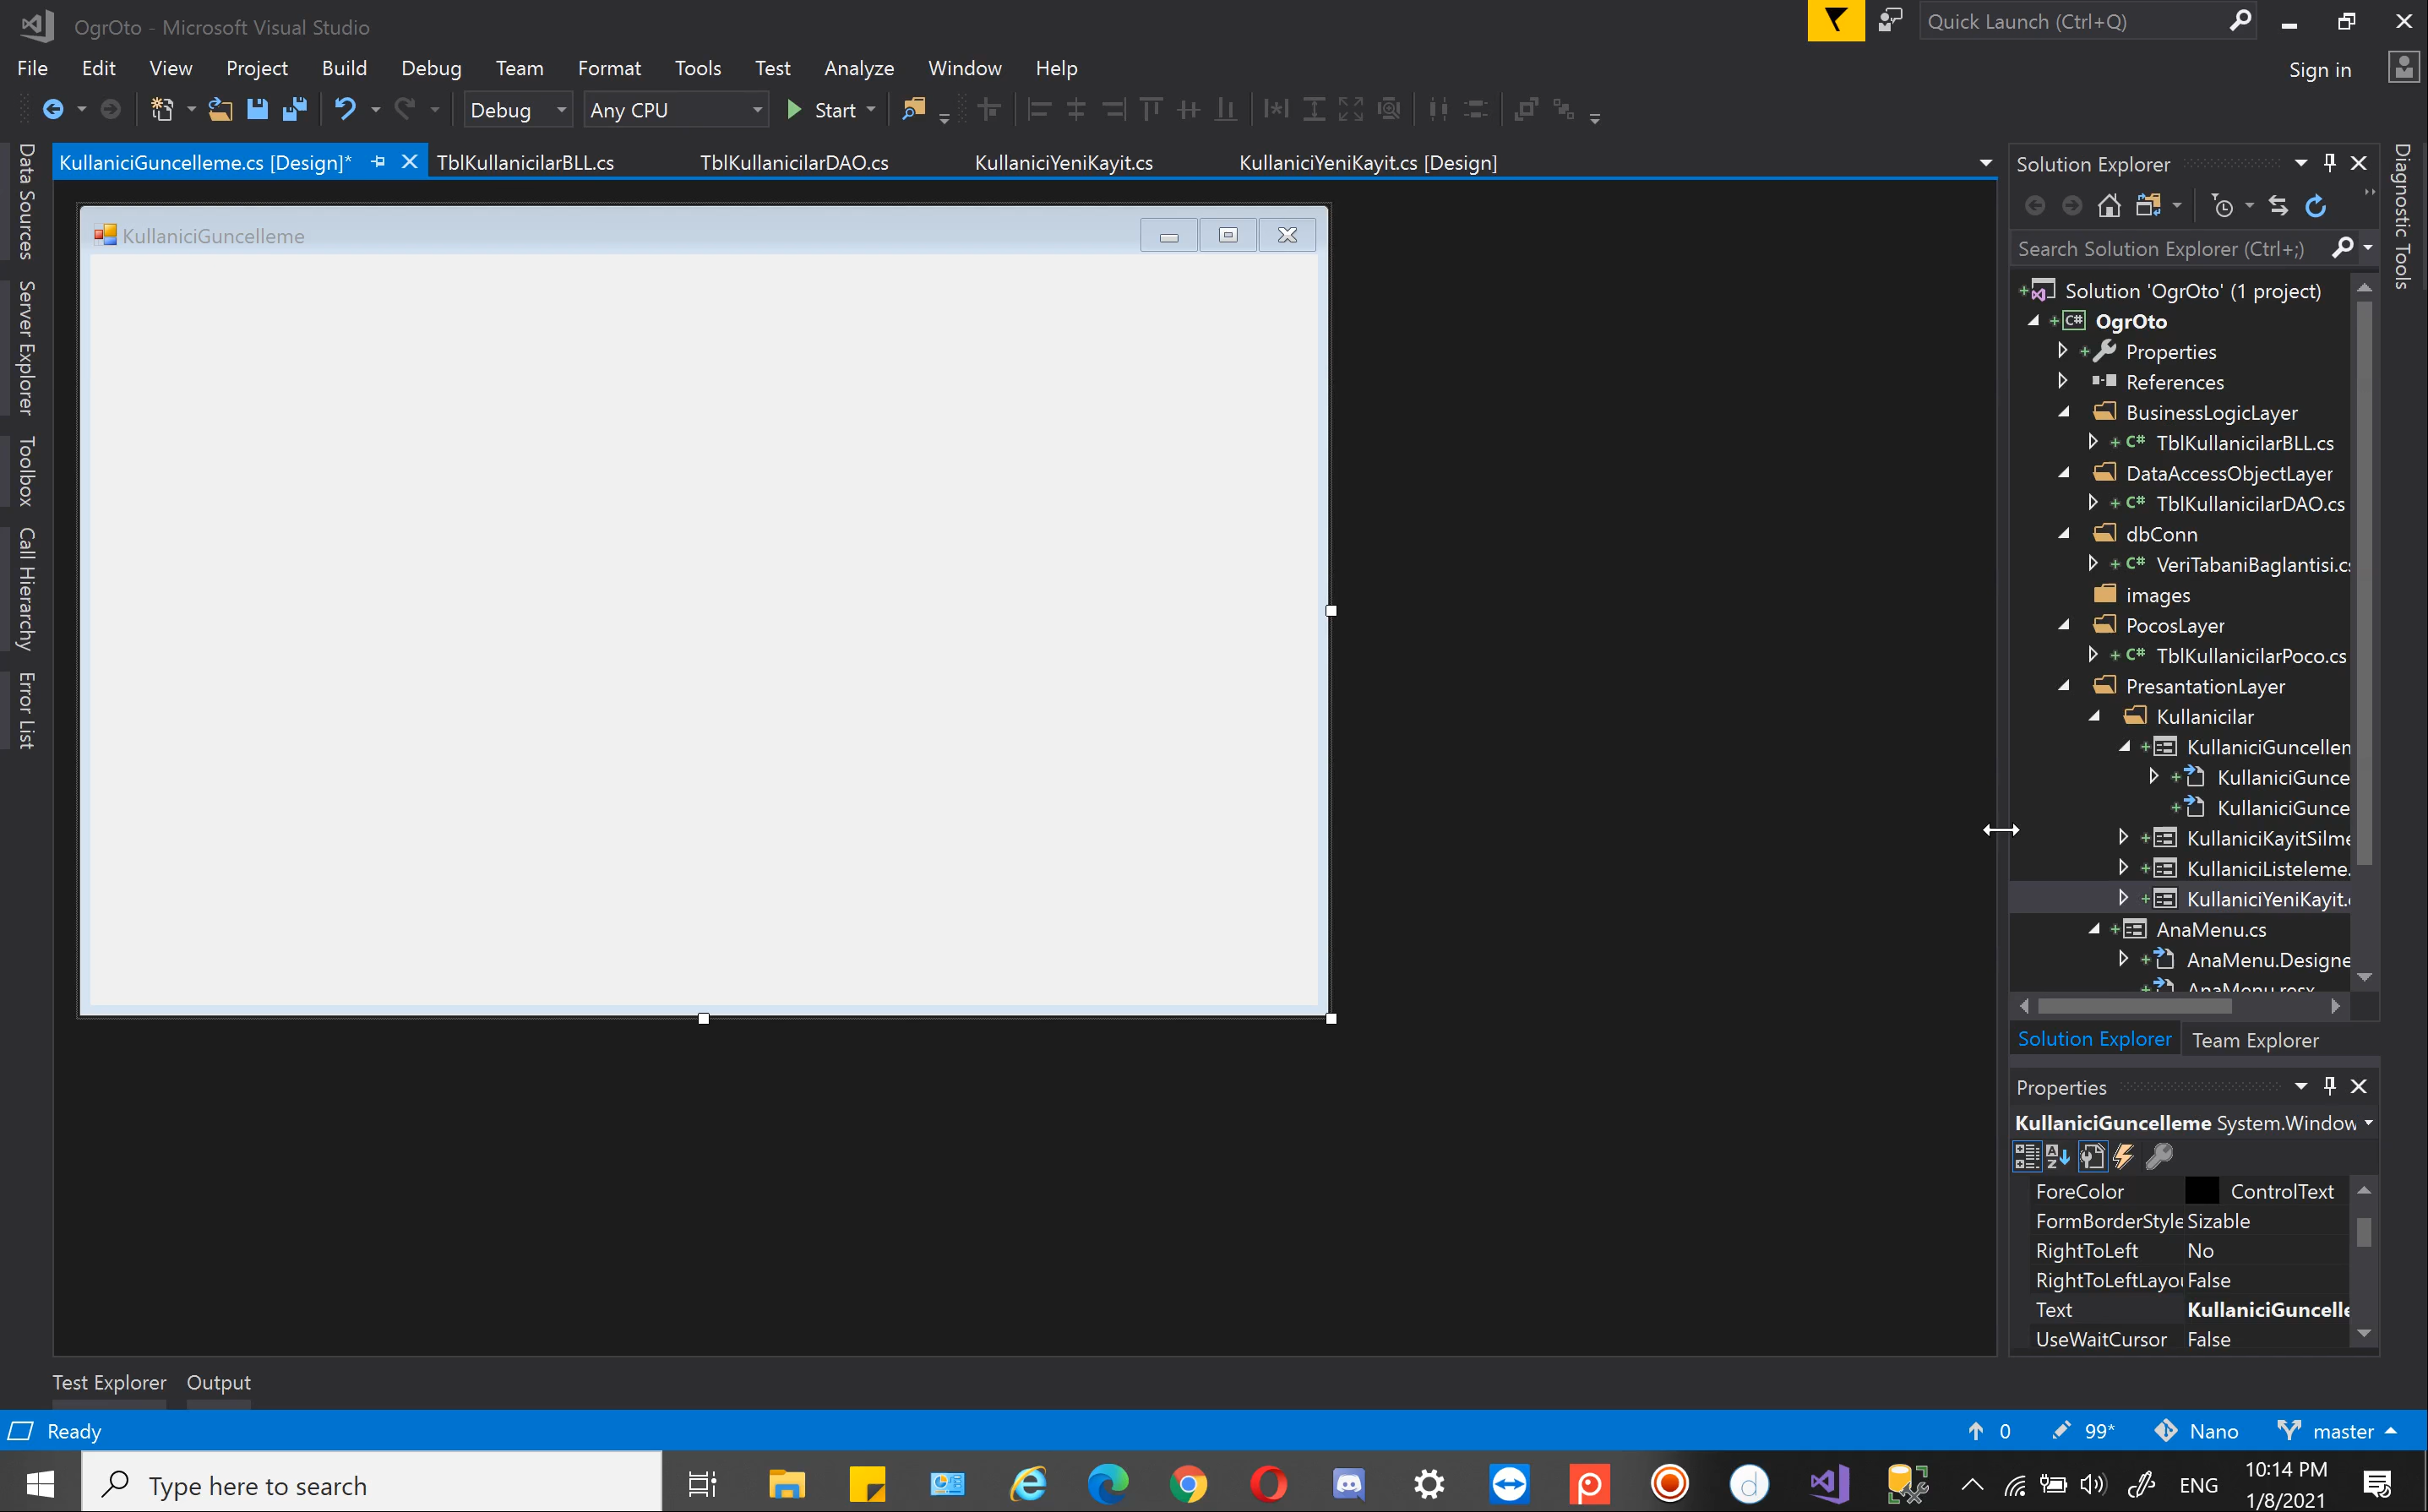 OgrOto - Microsoft Visual Studio
Quick Launch (Ctrl+Q)
File Edit View Project Build Debug Team Format Tools Test Analyze Window Help
Sign in
Debug Any CPU Start
Data Sources
Server Explorer
Toolbox
Call Hierarchy
Error List
KullaniciGuncelleme.cs [Design]* TblKullanicilarBLL.cs TblKullanicilarDAO.cs KullaniciYeniKayit.cs KullaniciYeniKayit.cs [Design]
KullaniciGuncelleme
Solution Explorer
Diagnostic Tools
Search Solution Explorer (Ctrl+;)
Solution 'OgrOto' (1 project)
C# OgrOto
Properties
References
BusinessLogicLayer
C# TblKullanicilarBLL.cs
DataAccessObjectLayer
C# TblKullanicilarDAO.cs
dbConn
C# VeriTabaniBaglantisi.cs
images
PocosLayer
C# TblKullanicilarPoco.cs
PresantationLayer
Kullanicilar
KullaniciGuncellen
KullaniciGunce
KullaniciGunce
KullaniciKayitSilme
KullaniciListeleme.
KullaniciYeniKayit.
AnaMenu.cs
AnaMenu.Designe
AnaMenu.resx
Solution Explorer Team Explorer
Properties
KullaniciGuncelleme System.Window
ForeColor ControlText
FormBorderStyle Sizable
RightToLeft No
RightToLeftLayou False
Text KullaniciGuncelle
UseWaitCursor False
Test Explorer Output
Ready
0 99* Nano master
Type here to search
ENG
10:14 PM
1/8/2021